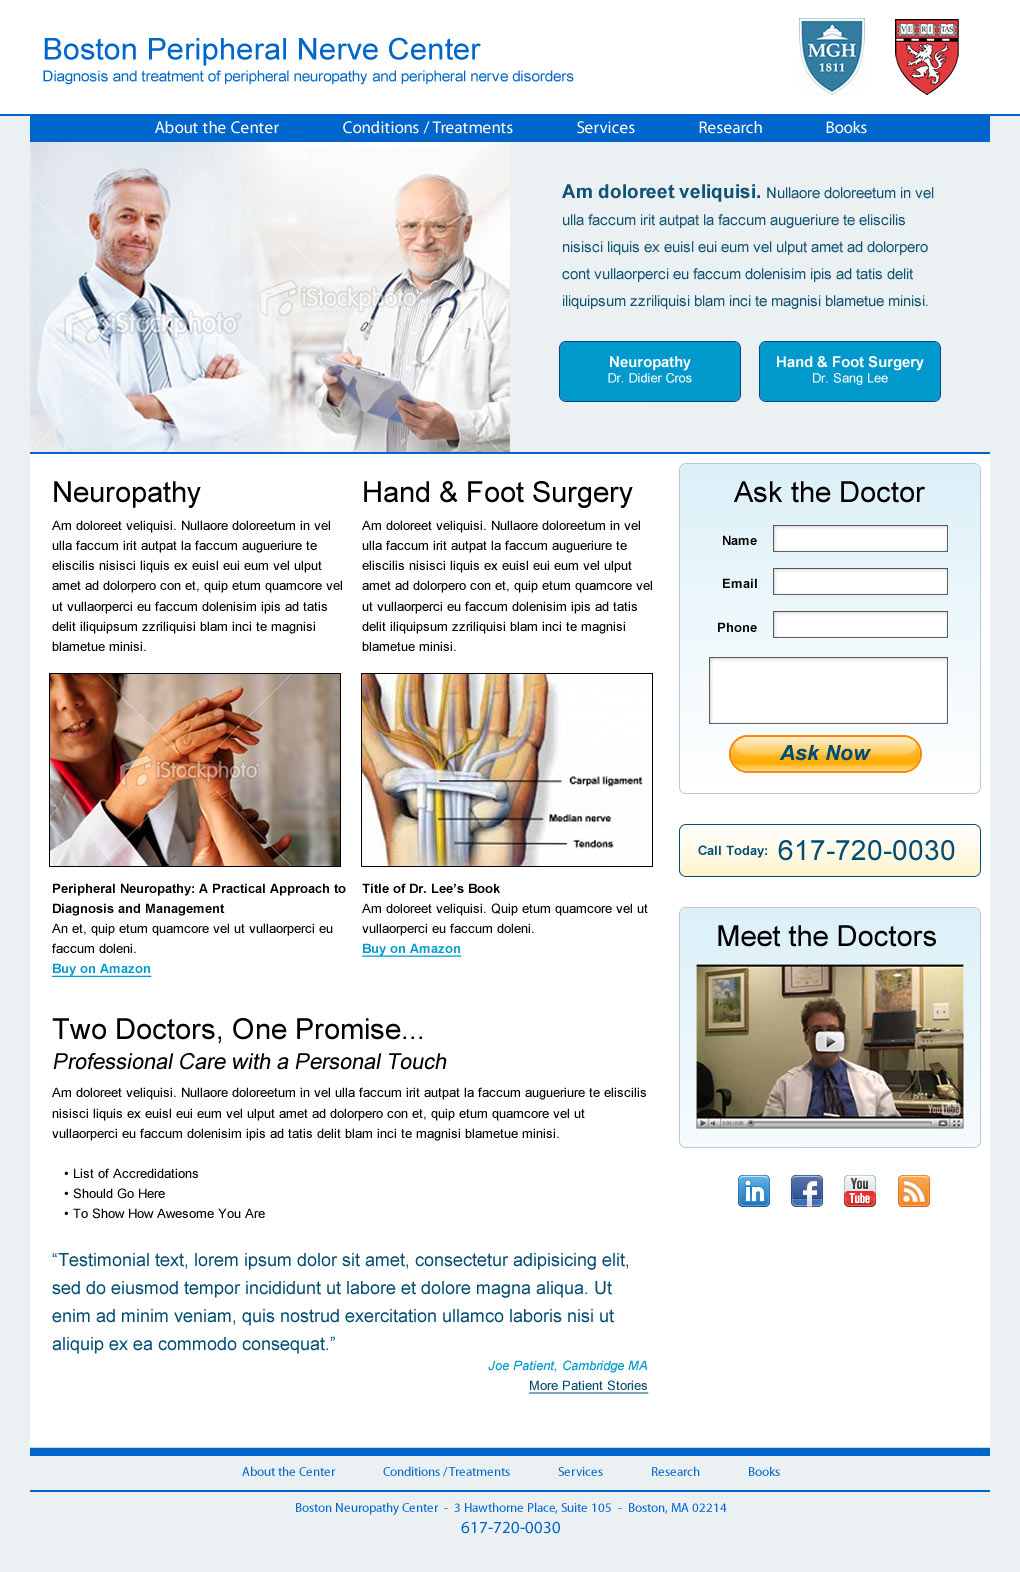 Boston Peripheral Nerve Center
Diagnosis and treatment of peripheral neuropathy and peripheral nerve disorders
MGH
1811
VE RI TAS
About the Center
Conditions / Treatments
Services
Research
Books
iStockphoto
iStockphoto
Am doloreet veliquisi. Nullaore doloreetum in vel
ulla faccum irit autpat la faccum augueriure te eliscilis
nisisci liquis ex euisl eui eum vel ulput amet ad dolorpero
cont vullaorperci eu faccum dolenisim ipis ad tatis delit
iliquipsum zzriliquisi blam inci te magnisi blametue minisi.
Neuropathy
Dr. Didier Cros
Hand & Foot Surgery
Dr. Sang Lee
Neuropathy
Am doloreet veliquisi. Nullaore doloreetum in vel
ulla faccum irit autpat la faccum augueriure te
eliscilis nisisci liquis ex euisl eui eum vel ulput
amet ad dolorpero con et, quip etum quamcore vel
ut vullaorperci eu faccum dolenisim ipis ad tatis
delit iliquipsum zzriliquisi blam inci te magnisi
blametue minisi.
iStockphoto
Peripheral Neuropathy: A Practical Approach to
Diagnosis and Management
An et, quip etum quamcore vel ut vullaorperci eu
faccum doleni.
Buy on Amazon
Hand & Foot Surgery
Am doloreet veliquisi. Nullaore doloreetum in vel
ulla faccum irit autpat la faccum augueriure te
eliscilis nisisci liquis ex euisl eui eum vel ulput
amet ad dolorpero con et, quip etum quamcore vel
ut vullaorperci eu faccum dolenisim ipis ad tatis
delit iliquipsum zzriliquisi blam inci te magnisi
blametue minisi.
Carpal ligament
Median nerve
Tendons
Title of Dr. Lee's Book
Am doloreet veliquisi. Quip etum quamcore vel ut
vullaorperci eu faccum doleni.
Buy on Amazon
Two Doctors, One Promise...
Professional Care with a Personal Touch
Am doloreet veliquisi. Nullaore doloreetum in vel ulla faccum irit autpat la faccum augueriure te eliscilis
nisisci liquis ex euisl eui eum vel ulput amet ad dolorpero con et, quip etum quamcore vel ut
vullaorperci eu faccum dolenisim ipis ad tatis delit blam inci te magnisi blametue minisi.
• List of Accredidations
• Should Go Here
• To Show How Awesome You Are
“Testimonial text, lorem ipsum dolor sit amet, consectetur adipisicing elit,
sed do eiusmod tempor incididunt ut labore et dolore magna aliqua. Ut
enim ad minim veniam, quis nostrud exercitation ullamco laboris nisi ut
aliquip ex ea commodo consequat.”
Joe Patient, Cambridge MA
More Patient Stories
Ask the Doctor
Name
Email
Phone
Ask Now
Call Today: 617-720-0030
Meet the Doctors
YouTube
0:00 / 0:00
in
f
You
Tube
About the Center
Conditions / Treatments
Services
Research
Books
Boston Neuropathy Center - 3 Hawthorne Place, Suite 105 - Boston, MA 02214
617-720-0030